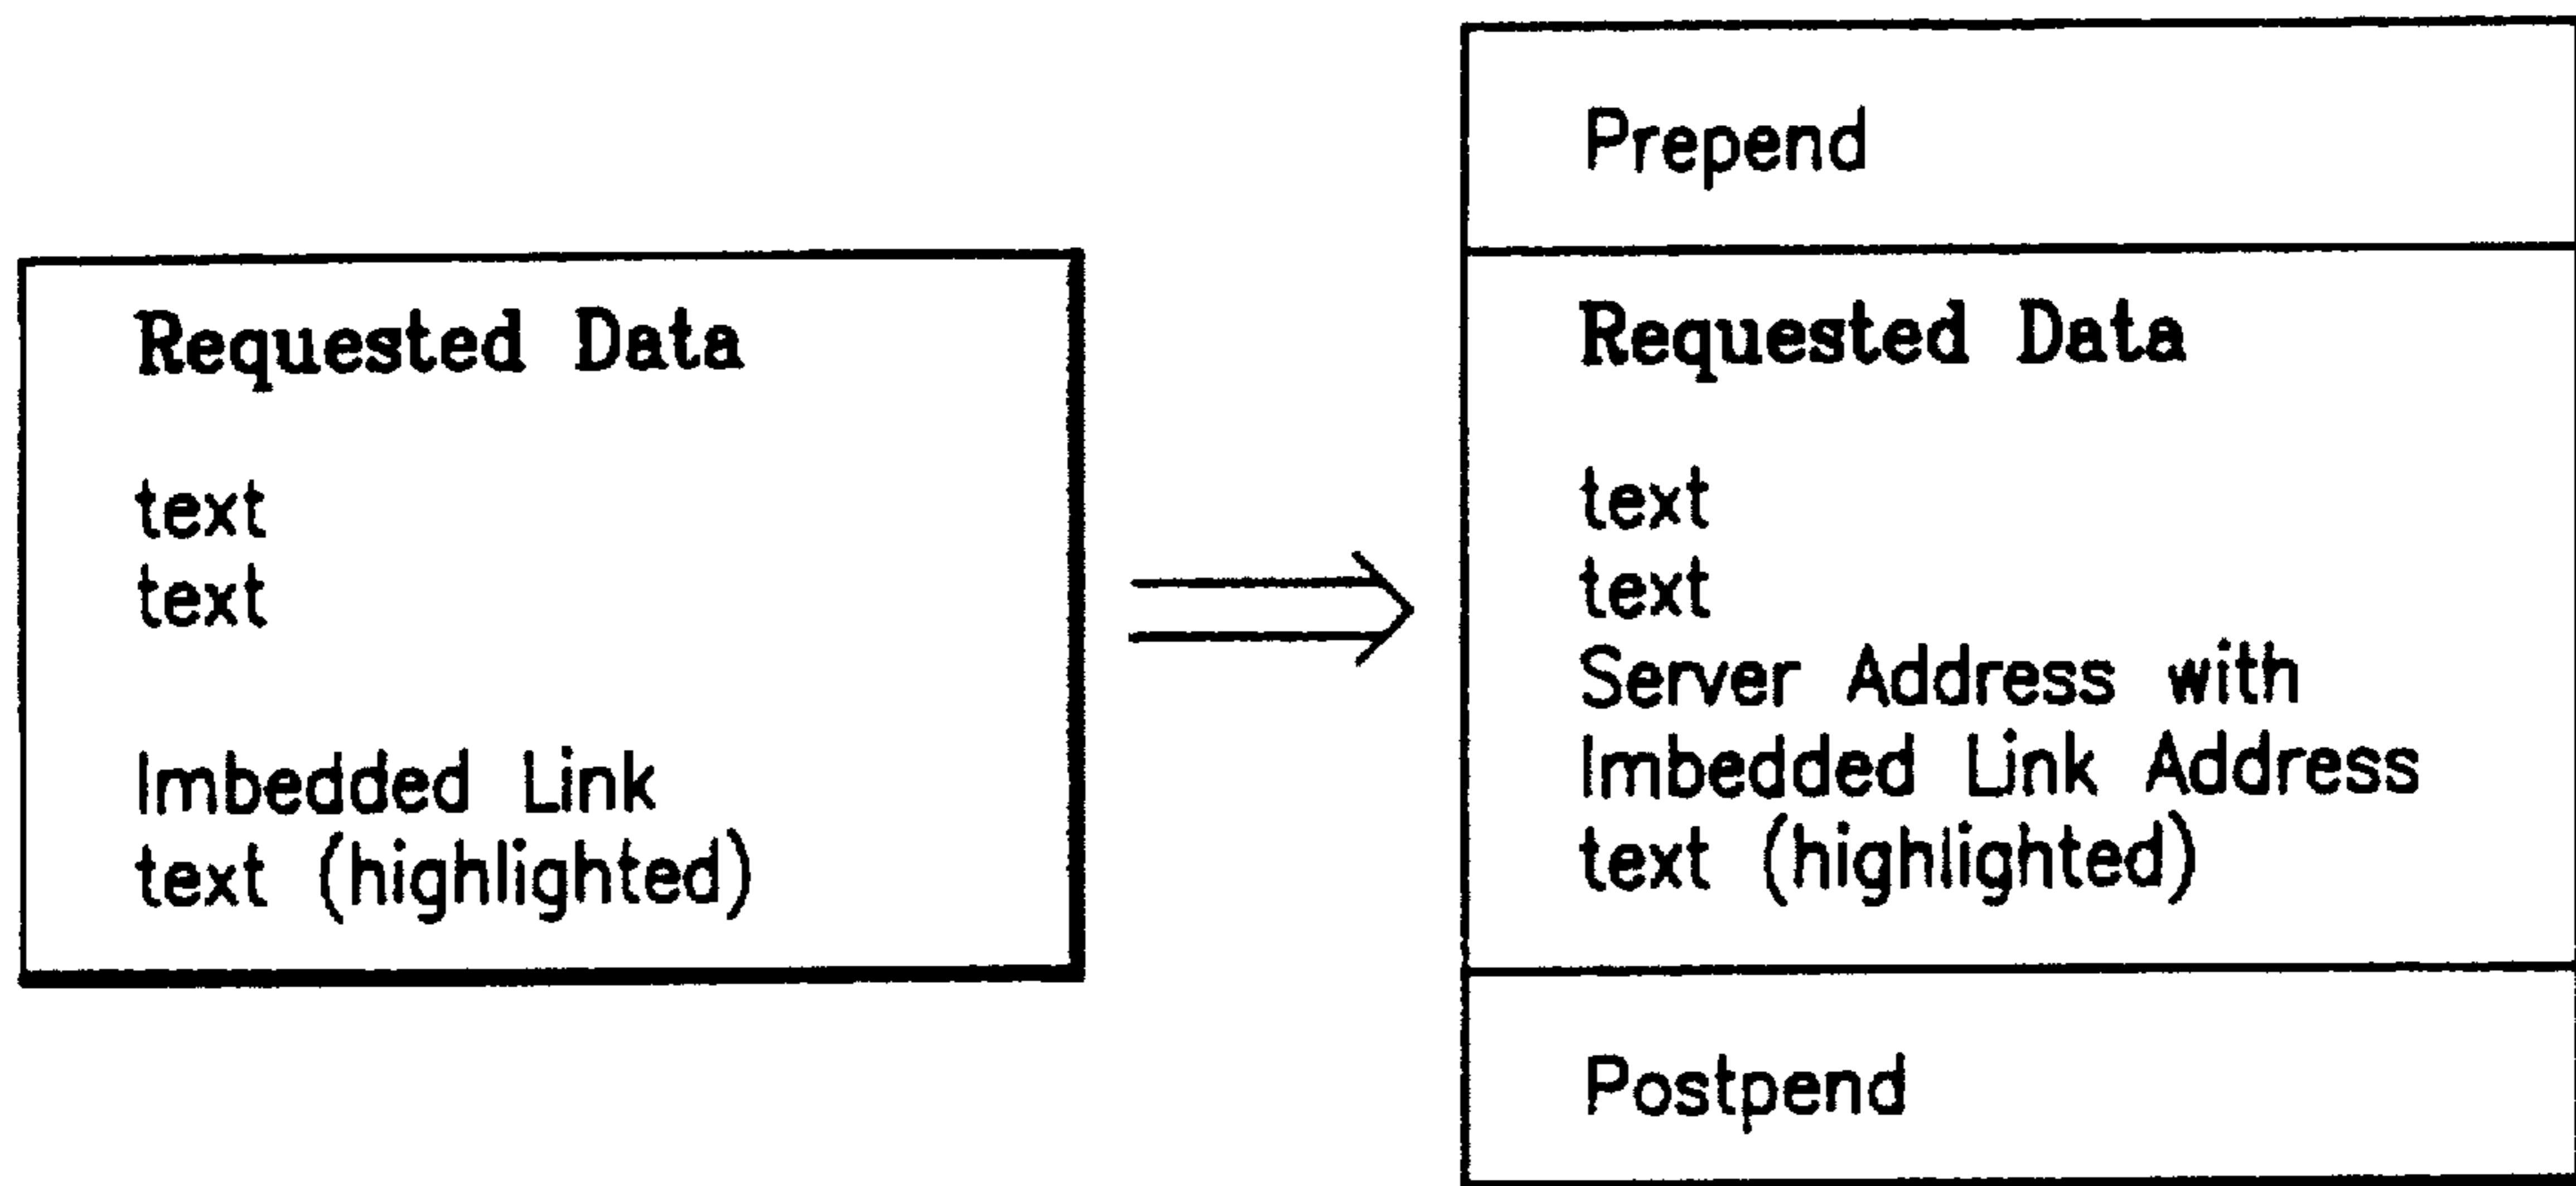 Requested Data
text
text
Imbedded Link
text (highlighted)
Prepend
Requested Data
text
text
Server Address with
Imbedded Link Address
text (highlighted)
Postpend